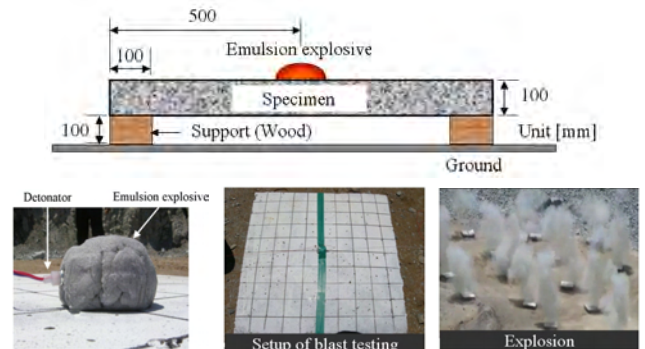 500
Emulsion explosive
100
Specimen
100
100
Support (Wood)
Unit [mm]
Ground
Detonator
Emulsion explosive
Setup of blast testing
Explosion